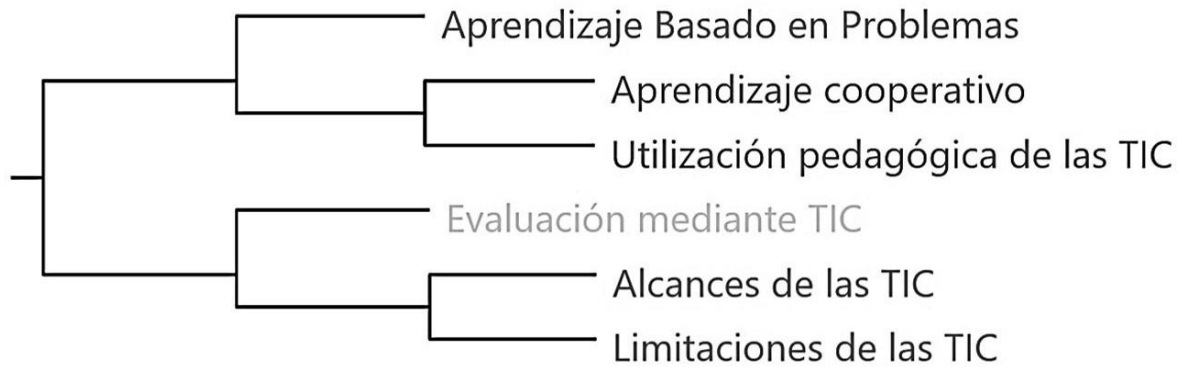 Aprendizaje Basado en Problemas
Aprendizaje cooperativo
Utilización pedagógica de las TIC
Evaluación mediante TIC
Alcances de las TIC
Limitaciones de las TIC